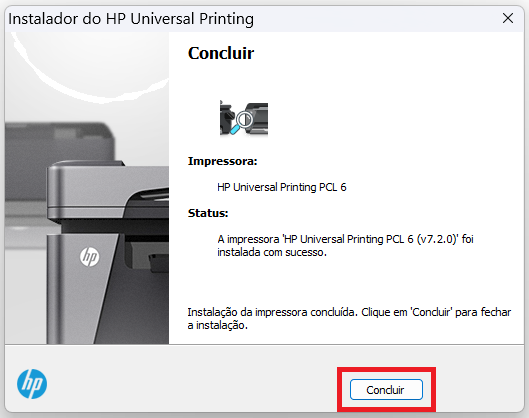 Instalador do HP Universal Printing
Concluir
Impressora:
HP Universal Printing PCL 6
Status:
A impressora 'HP Universal Printing PCL 6 (v7.2.0)' foi
instalada com sucesso.
Instalação da impressora concluída. Clique em 'Concluir' para fechar
a instalação.
hp
hp
Concluir